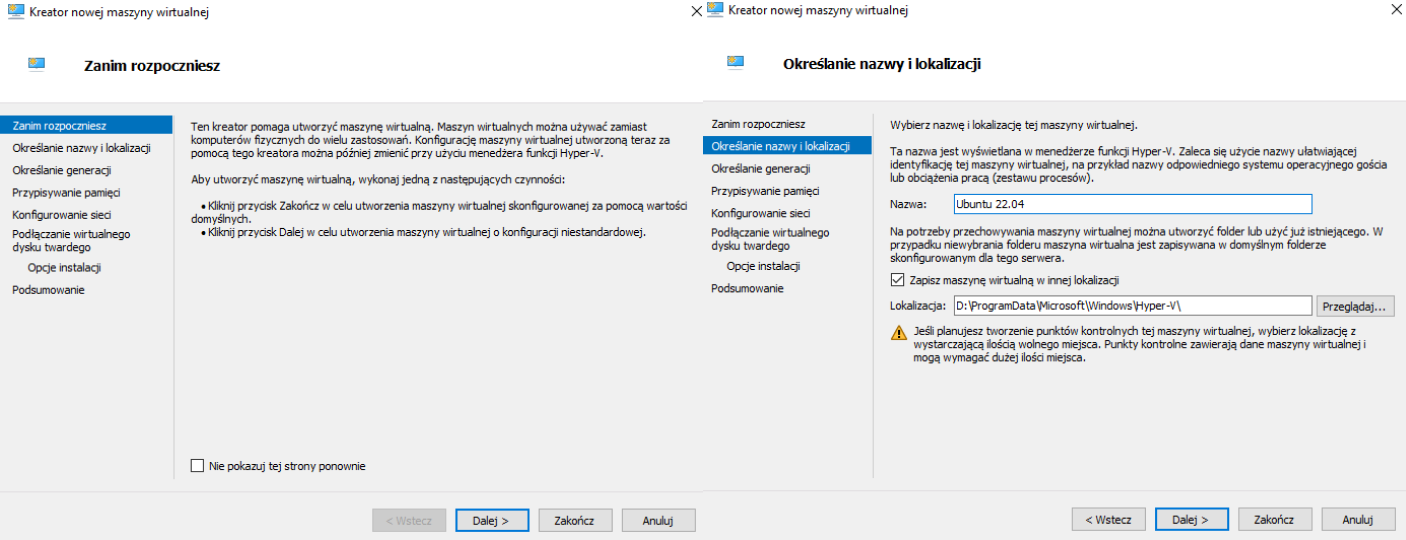 Kreator nowej maszyny wirtualnej
Zanim rozpoczniesz
Zanim rozpoczniesz
Określanie nazwy i lokalizacji
Określanie generacji
Przypisywanie pamięci
Konfigurowanie sieci
Podłączanie wirtualnego
dysku twardego
Opcje instalacji
Podsumowanie
Ten kreator pomaga utworzyć maszynę wirtualną. Maszyn wirtualnych można używać zamiast
komputerów fizycznych do wielu zastosowań. Konfigurację maszyny wirtualnej utworzoną teraz za
pomocą tego kreatora można później zmienić przy użyciu menedżera funkcji Hyper-V.
Aby utworzyć maszynę wirtualną, wykonaj jedną z następujących czynności:
• Kliknij przycisk Zakończ w celu utworzenia maszyny wirtualnej skonfigurowanej za pomocą wartości
domyślnych.
• Kliknij przycisk Dalej w celu utworzenia maszyny wirtualnej o konfiguracji niestandardowej.
Nie pokazuj tej strony ponownie
< Wstecz
Dalej >
Zakończ
Anuluj
Kreator nowej maszyny wirtualnej
Określanie nazwy i lokalizacji
Zanim rozpoczniesz
Określanie nazwy i lokalizacji
Określanie generacji
Przypisywanie pamięci
Konfigurowanie sieci
Podłączanie wirtualnego
dysku twardego
Opcje instalacji
Podsumowanie
Wybierz nazwę i lokalizację tej maszyny wirtualnej.
Ta nazwa jest wyświetlana w menedżerze funkcji Hyper-V. Zaleca się użycie nazwy ułatwiającej
identyfikację tej maszyny wirtualnej, na przykład nazwy odpowiedniego systemu operacyjnego gościa
lub obciążenia pracą (zestawu procesów).
Nazwa: Ubuntu 22.04
Na potrzeby przechowywania maszyny wirtualnej można utworzyć folder lub użyć już istniejącego. W
przypadku niewybrania folderu maszyna wirtualna jest zapisywana w domyślnym folderze
skonfigurowanym dla tego serwera.
Zapisz maszynę wirtualną w innej lokalizacji
Lokalizacja: D:\ProgramData\Microsoft\Windows\Hyper-V\ Przeglądaj...
Jeśli planujesz tworzenie punktów kontrolnych tej maszyny wirtualnej, wybierz lokalizację z
wystarczającą ilością wolnego miejsca. Punkty kontrolne zawierają dane maszyny wirtualnej i
mogą wymagać dużej ilości miejsca.
< Wstecz
Dalej >
Zakończ
Anuluj